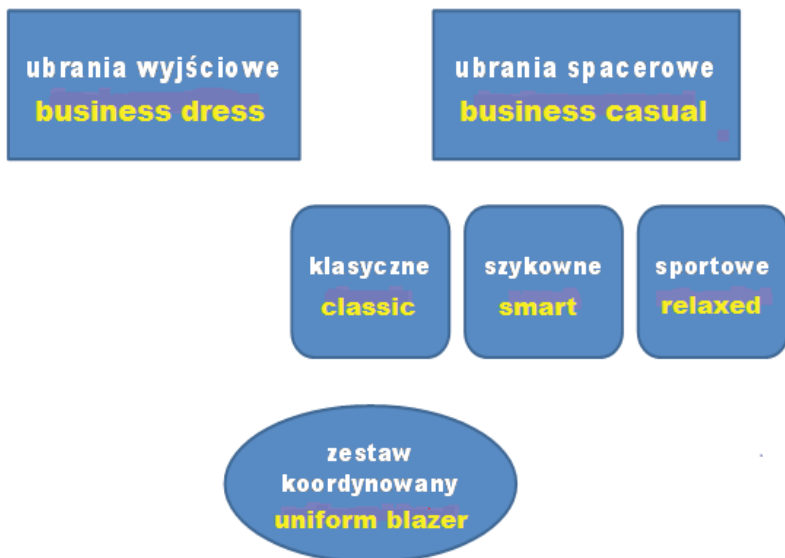 ubrania wyjściowe
business dress
ubrania spacerowe
business casual
klasyczne
classic
szykowne
smart
sportowe
relaxed
zestaw
koordynowany
uniform blazer